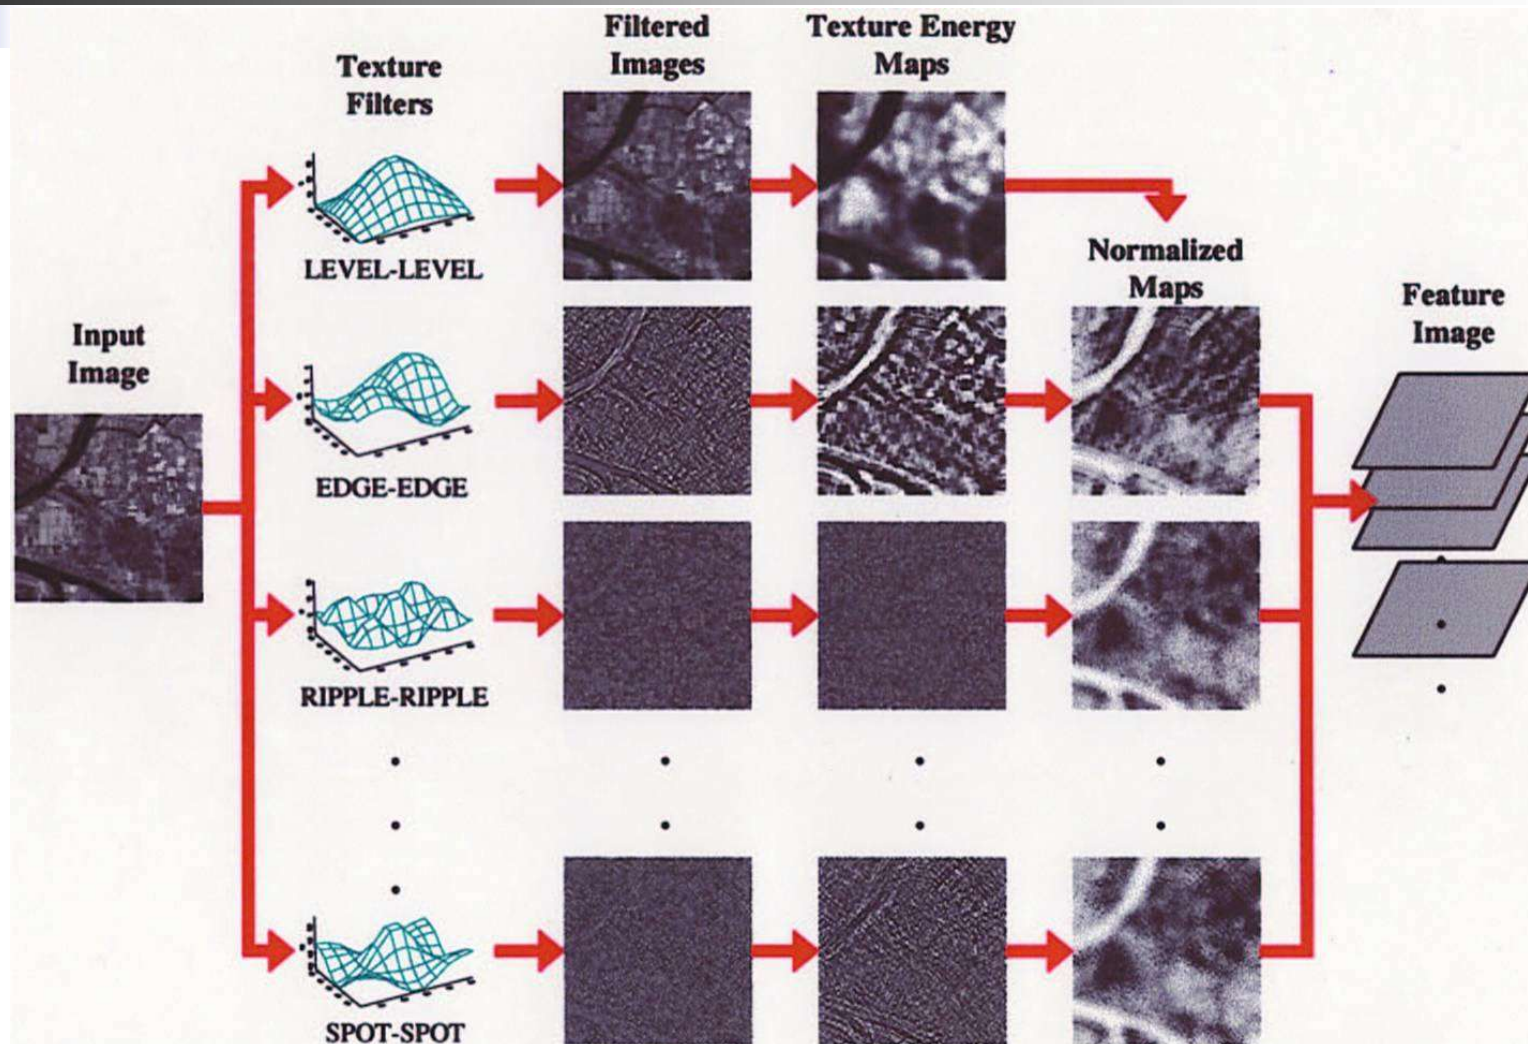 Filtered
Images
Texture Energy
Maps
Texture
Filters
LEVEL-LEVEL
Normalized
Maps
Feature
Image
Input
Image
EDGE-EDGE
RIPPLE-RIPPLE
SPOT-SPOT